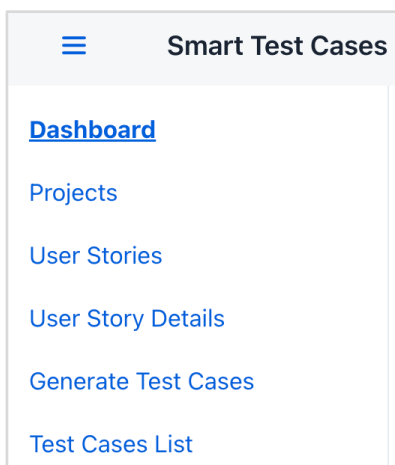 Smart Test Cases
Dashboard
Projects
User Stories
User Story Details
Generate Test Cases
Test Cases List